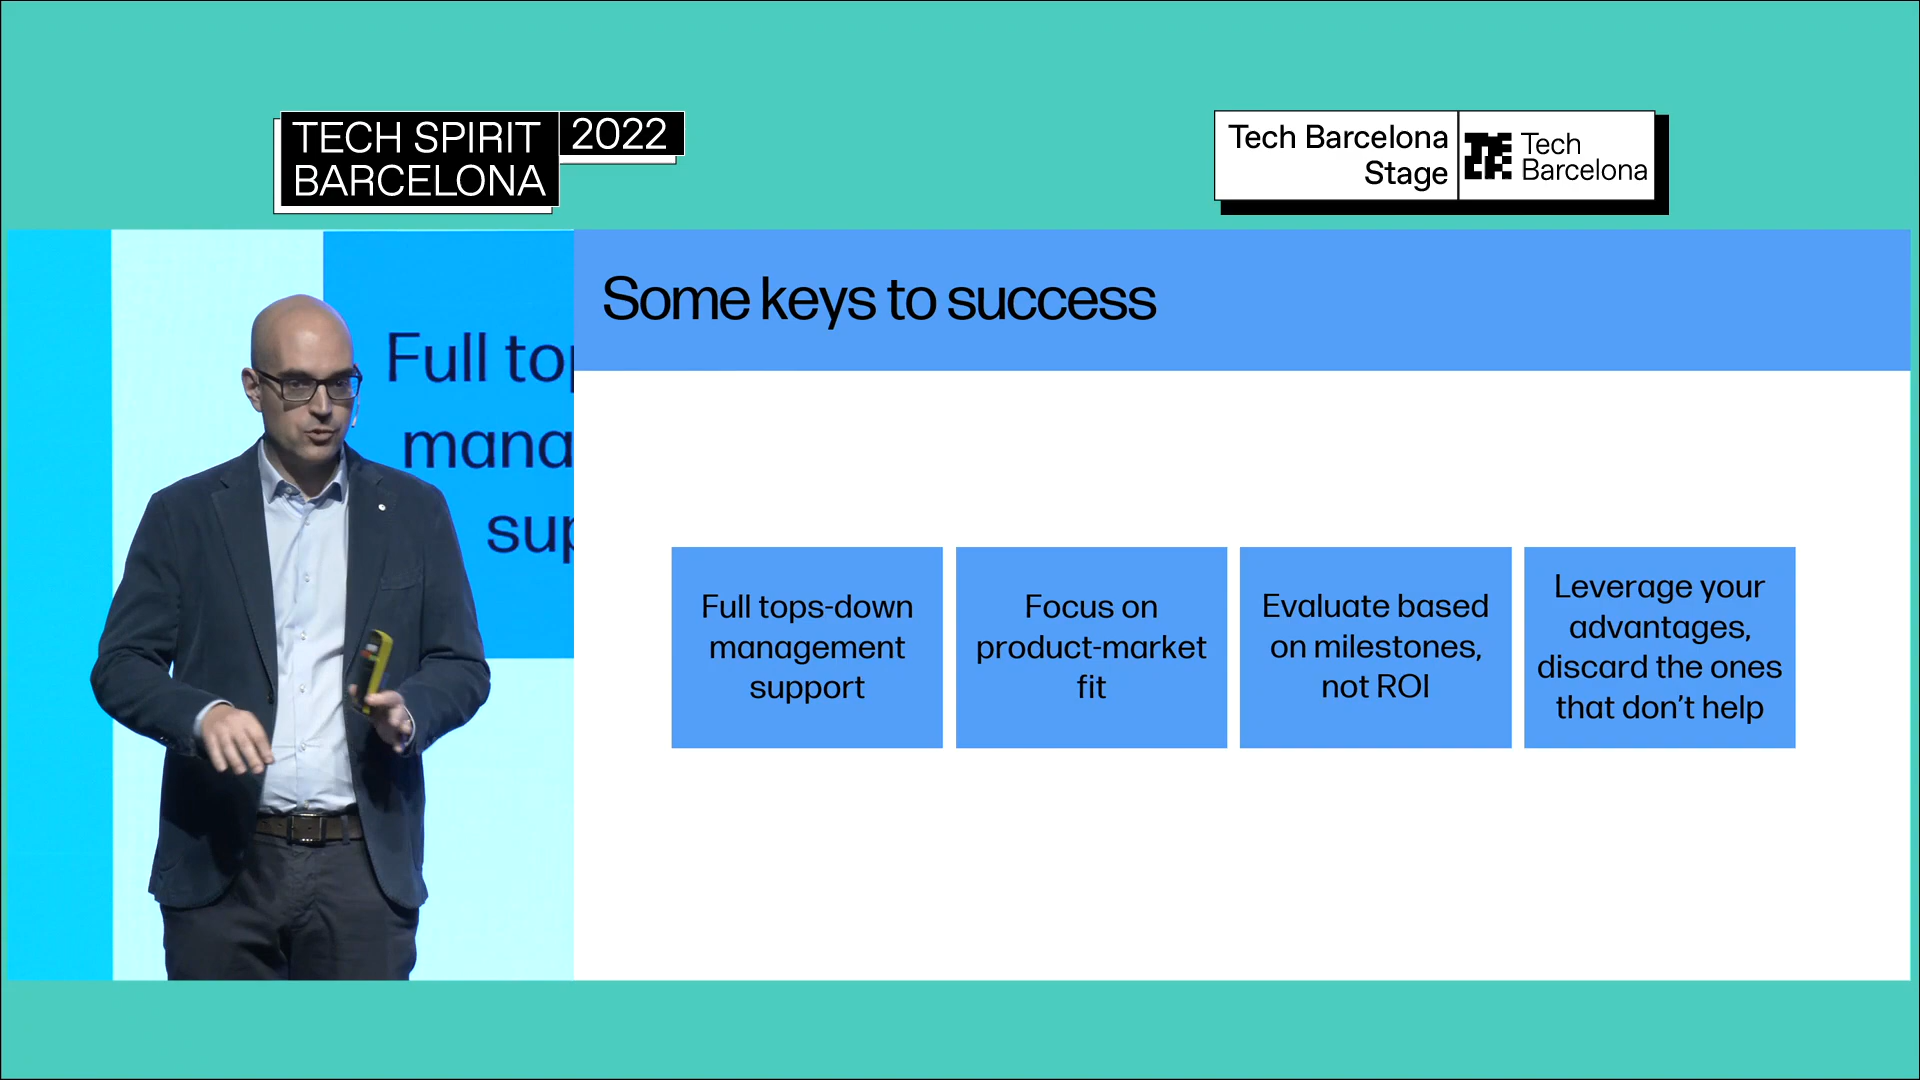 TECH SPIRIT
BARCELONA
2022
Tech Barcelona
Stage
Tech
Barcelona
Full top
mana
sup
Some keys to success
Full tops-down
management
support
Focus on
product-market
fit
Evaluate based
on milestones,
not ROI
Leverage your
advantages,
discard the ones
that don't help